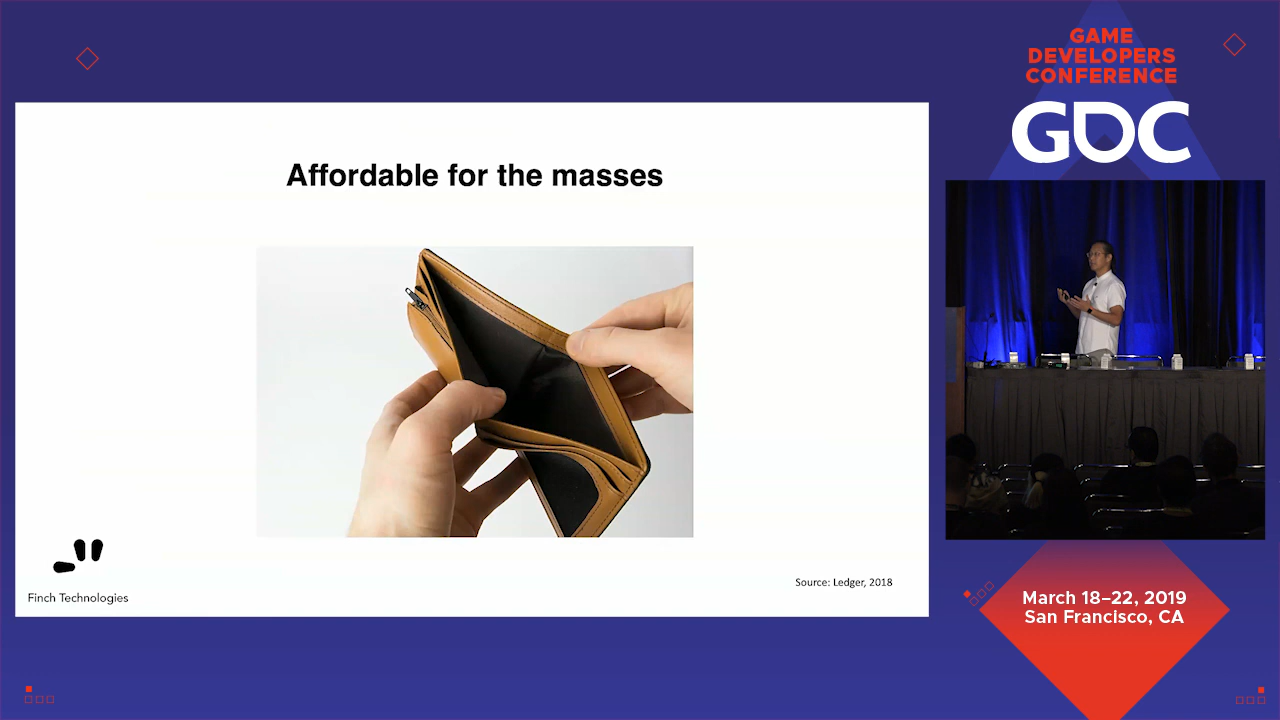 GAME
DEVELOPERS
CONFERENCE
GDC
Affordable for the masses
Source: Ledger, 2018
Finch Technologies
March 18–22, 2019
San Francisco, CA